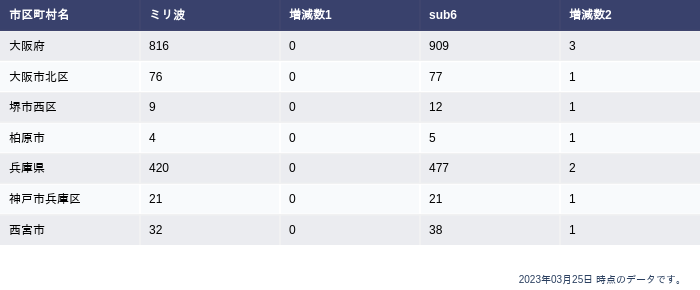 市区町村名 ミリ波 増減数1 sub6 増減数2
大阪府 816 0 909 3
大阪市北区 76 0 77 1
堺市西区 9 0 12 1
柏原市 4 0 5 1
兵庫県 420 0 477 2
神戸市兵庫区 21 0 21 1
西宮市 32 0 38 1
2023年03月25日 時点のデータです。